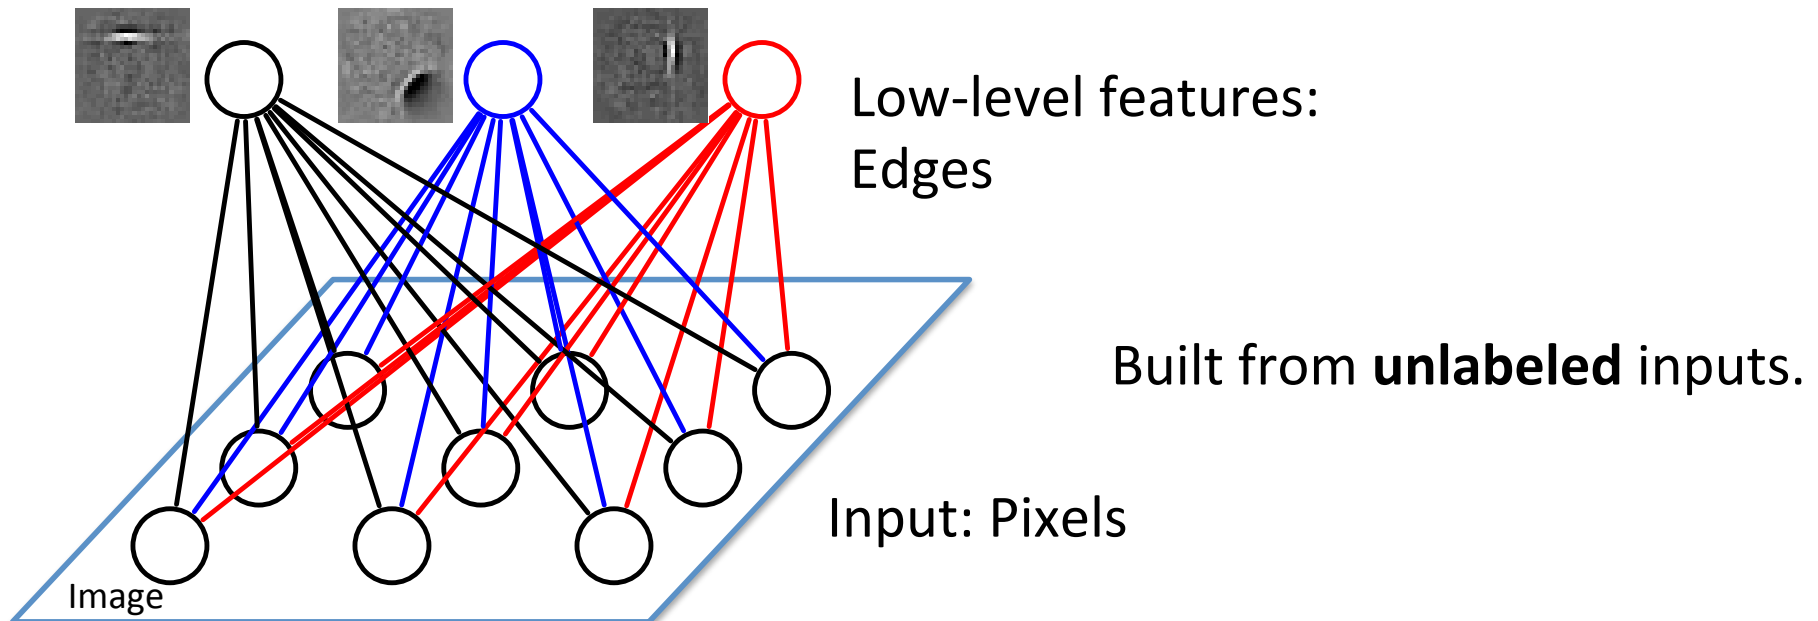 Low-level features:
Edges
Built from unlabeled inputs.
Input: Pixels
Image